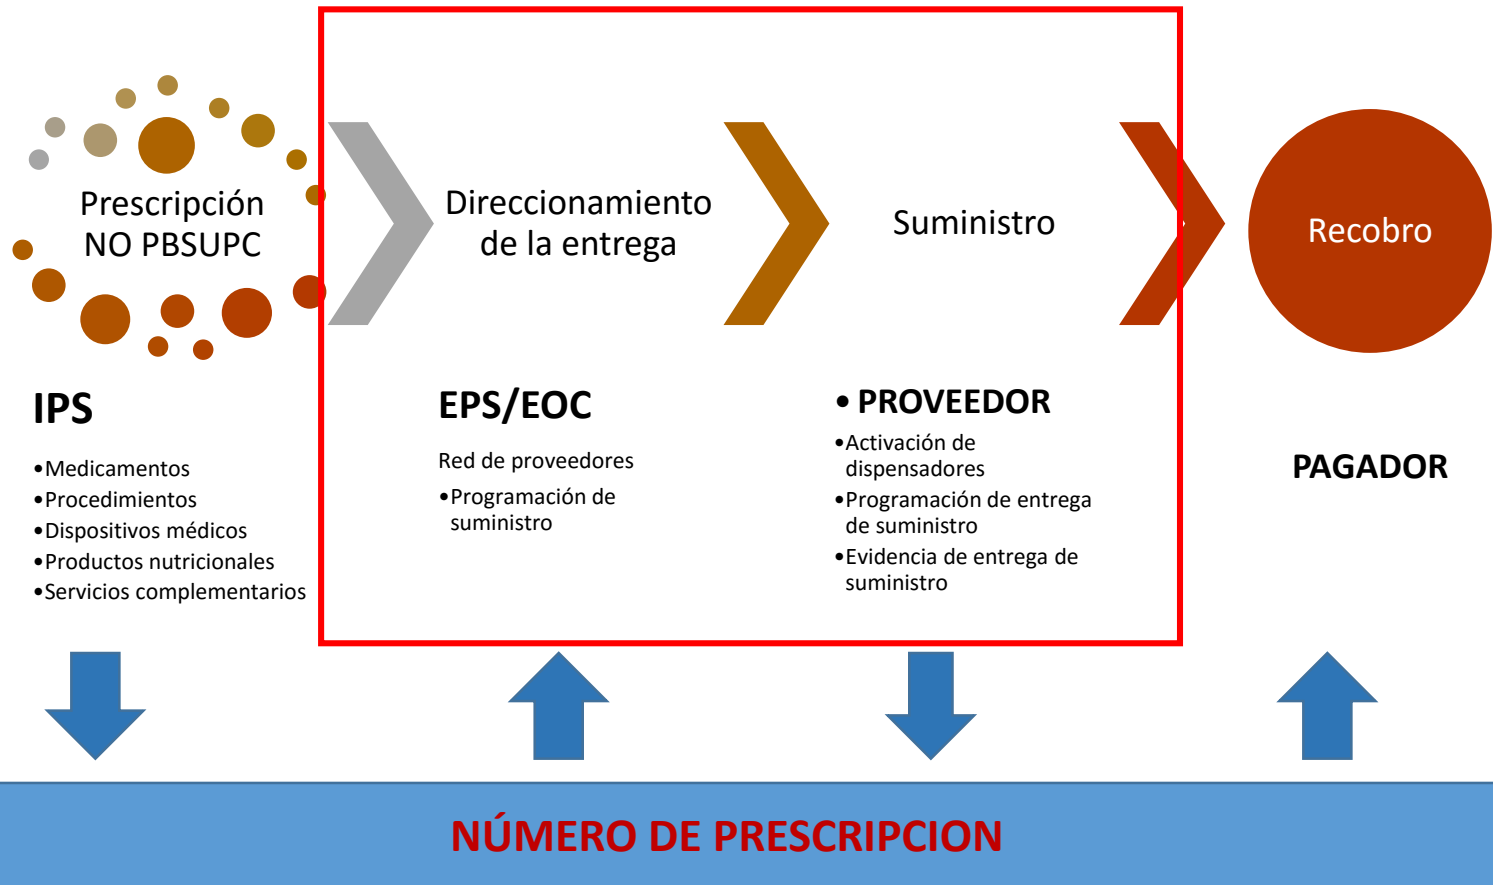 Prescripción
NO PBSUPC
Direccionamiento
de la entrega
Suministro
Recobro
IPS
•Medicamentos
•Procedimientos
•Dispositivos médicos
•Productos nutricionales
•Servicios complementarios
EPS/EOC
Red de proveedores
•Programación de
suministro
• PROVEEDOR
•Activación de
dispensadores
•Programación de entrega
de suministro
•Evidencia de entrega de
suministro
PAGADOR
NÚMERO DE PRESCRIPCION